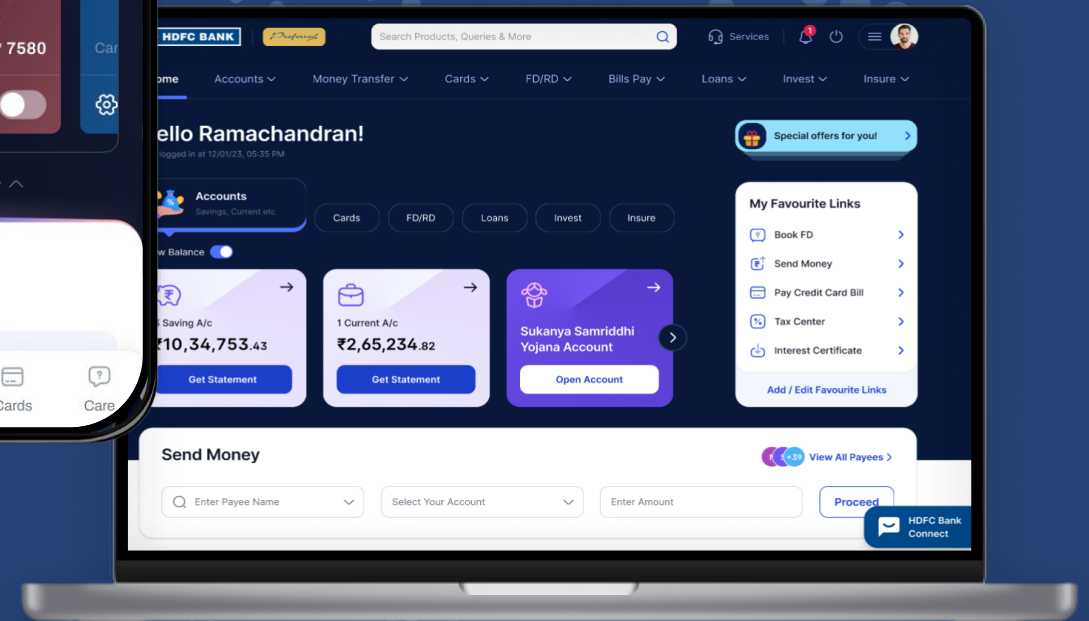 7580
Car
Cards
Care
HDFC BANK
Preferred
Search Products, Queries & More
Services
1
ome
Accounts
Money Transfer
Cards
FD/RD
Bills Pay
Loans
Invest
Insure
ello Ramachandran!
logged in at 12/01/23, 05:35 PM
Special offers for you!
Accounts
Savings, Current etc
Cards
FD/RD
Loans
Invest
Insure
w Balance
Saving A/c
₹10,34,753.43
Get Statement
1 Current A/c
₹2,65,234.82
Get Statement
Sukanya Samriddhi
Yojana Account
Open Account
My Favourite Links
Book FD
Send Money
Pay Credit Card Bill
Tax Center
Interest Certificate
Add / Edit Favourite Links
Send Money
+39
View All Payees
Enter Payee Name
Select Your Account
Enter Amount
Proceed
HDFC Bank
Connect